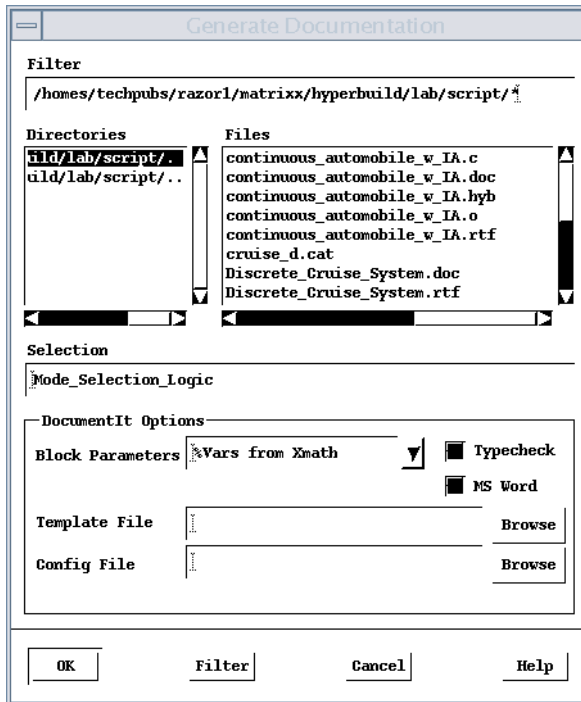 Generate Documentation
Filter
/homes/techpubs/razor1/matrixx/hyperbuild/lab/script/*
Directories
uild/lab/script/.
uild/lab/script/..
Files
continuous_automobile_w_IA.c
continuous_automobile_w_IA.doc
continuous_automobile_w_IA.hyb
continuous_automobile_w_IA.o
continuous_automobile_w_IA.rtf
cruise_d.cat
Discrete_Cruise_System.doc
Discrete_Cruise_System.rtf
Selection
Mode_Selection_Logic
DocumentIt Options
Block Parameters %Vars from Xmath Typecheck
MS Word
Template File Browse
Config File Browse
OK Filter Cancel Help